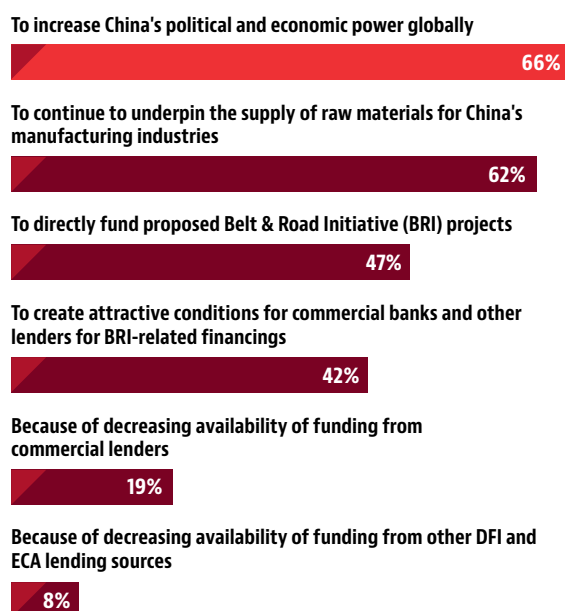 To increase China's political and economic power globally
66%
To continue to underpin the supply of raw materials for China's
manufacturing industries
62%
To directly fund proposed Belt & Road Initiative (BRI) projects
47%
To create attractive conditions for commercial banks and other
lenders for BRI-related financings
42%
Because of decreasing availability of funding from
commercial lenders
19%
Because of decreasing availability of funding from other DFI and
ECA lending sources
8%